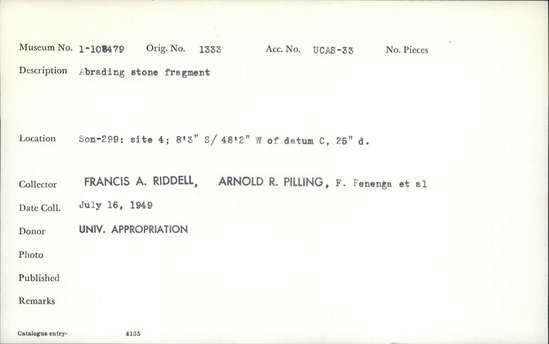 Museum No. 1-108479 Orig. No. 1333 Acc. No. UCAS-33 No. Pieces
Description Abrading stone fragment
Location Son-299: site 4; 8'3" S/ 48'2" W of datum C, 25" d.
Collector FRANCIS A. RIDDELL, ARNOLD R. PILLING, F. Fenenga et al
Date Coll. July 16, 1949
Donor UNIV. APPROPRIATION
Photo
Published
Remarks
Catalogue entry- 4135